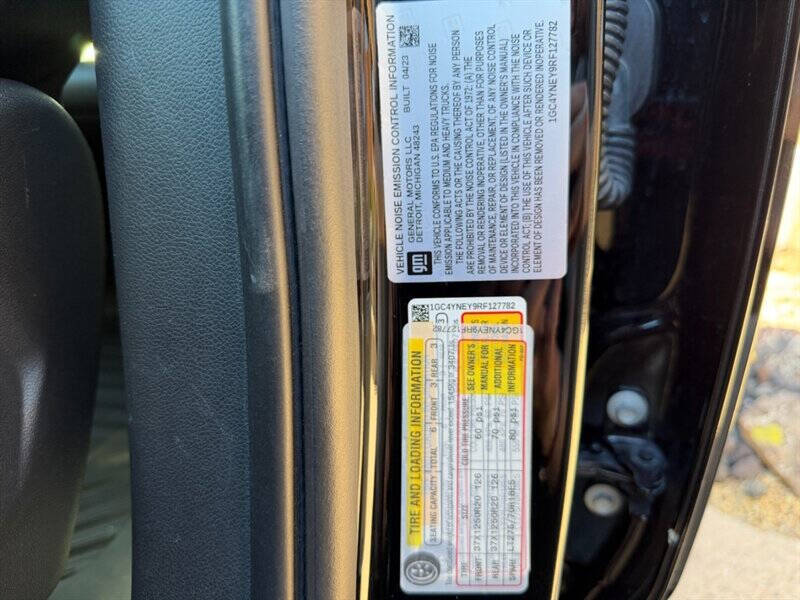 VEHICLE NOISE EMISSION CONTROL INFORMATION
gm
GENERAL MOTORS LLC
DETROIT, MICHIGAN 48243
BUILT 04/23
THIS VEHICLE CONFORMS TO U.S. EPA REGULATIONS FOR NOISE
EMISSION APPLICABLE TO MEDIUM AND HEAVY TRUCKS.
THE FOLLOWING ACTS OR THE CAUSING THEREOF BY ANY PERSON
ARE PROHIBITED BY THE NOISE CONTROL ACT OF 1972: (A) THE
REMOVAL OR RENDERING INOPERATIVE, OTHER THAN FOR PURPOSES
OF MAINTENANCE, REPAIR, OR REPLACEMENT, OF ANY NOISE CONTROL
DEVICE OR ELEMENT OF DESIGN (LISTED IN THE OWNER'S MANUAL)
INCORPORATED INTO THIS VEHICLE IN COMPLIANCE WITH THE NOISE
CONTROL ACT; (B) THE USE OF THIS VEHICLE AFTER SUCH DEVICE OR
ELEMENT OF DESIGN HAS BEEN REMOVED OR RENDERED INOPERATIVE.
1GC4YNEY9RF127782
1GC4YNEY9RF127782
1GC4YNEY9RF127782
TIRE AND LOADING INFORMATION
SEATING CAPACITY TOTAL 6 FRONT 3 REAR 3
TIRE SIZE COLD TIRE PRESSURE
FRONT 37X1250R20 126 60 psi
REAR 37X1250R20 126 70 psi
SPARE LT275/70R18E5 80 psi
SEE OWNER'S
MANUAL FOR
ADDITIONAL
INFORMATION